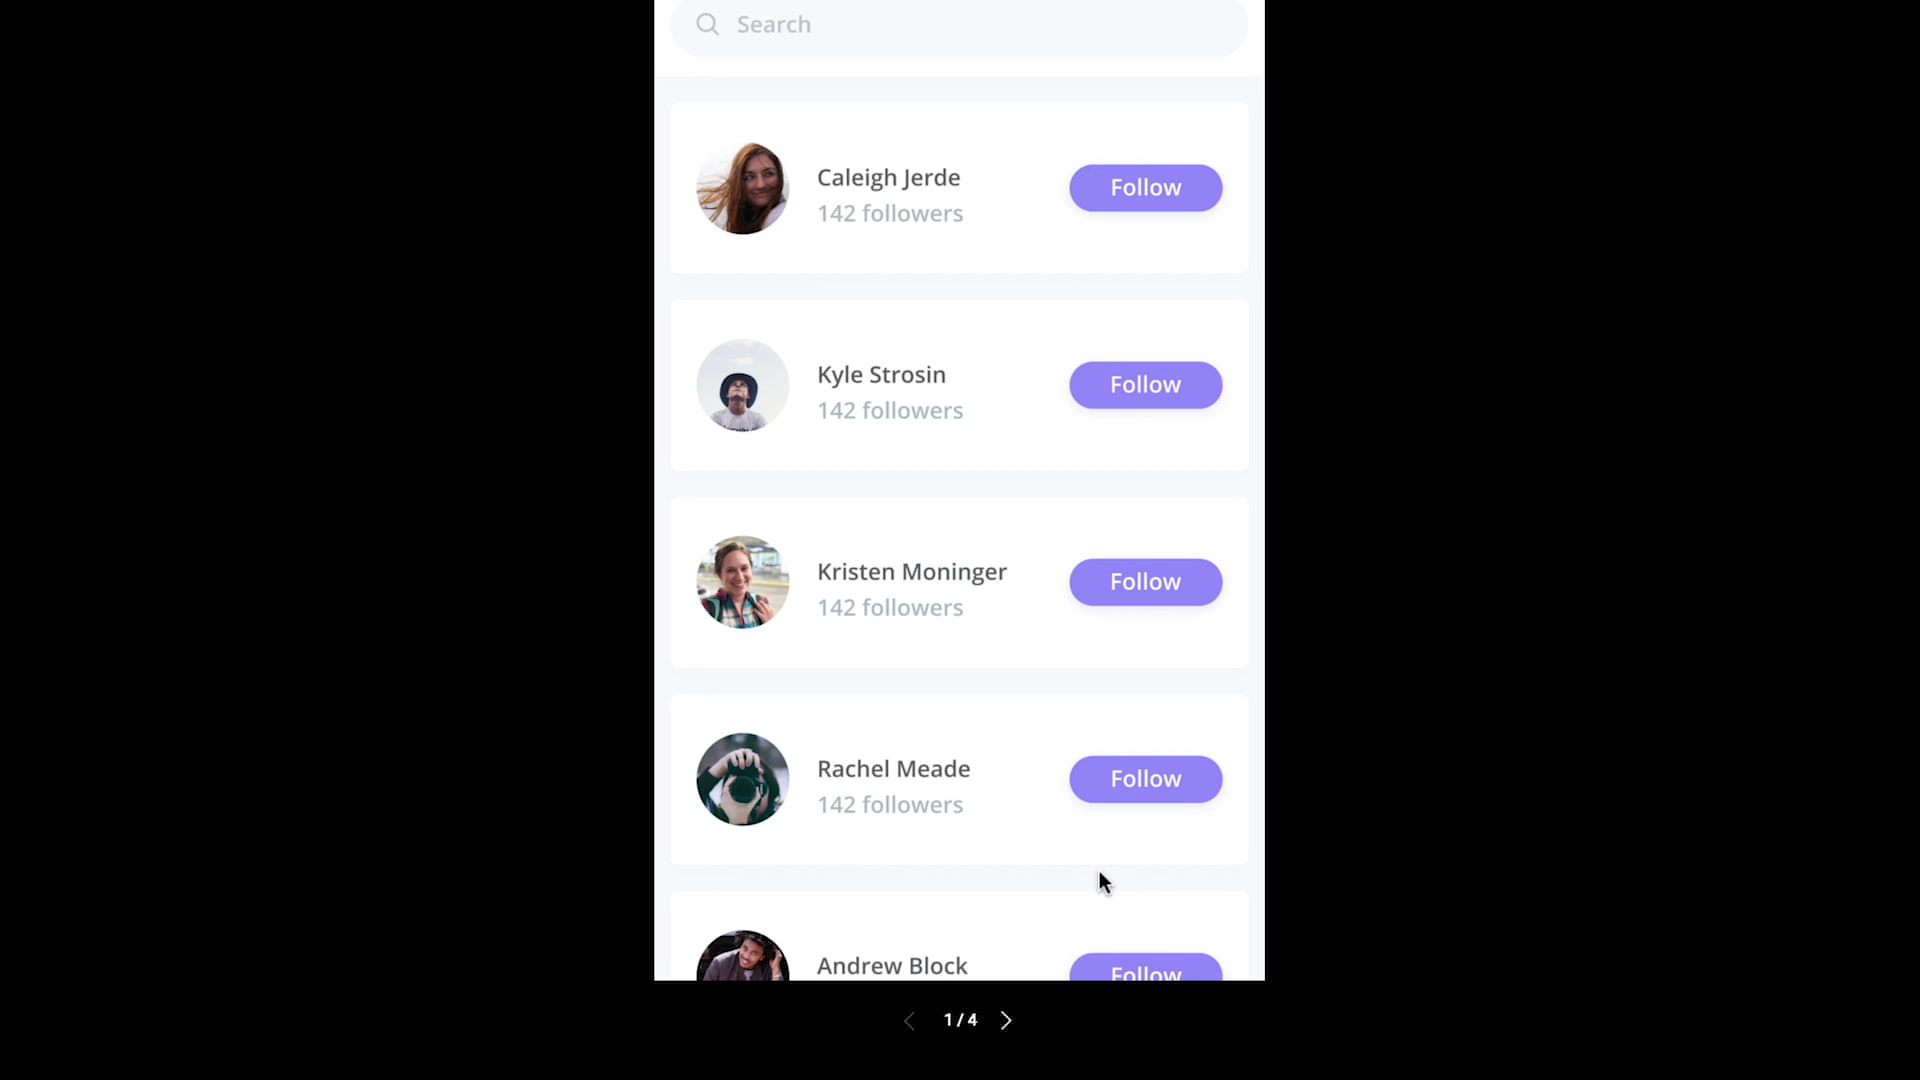 Search
Caleigh Jerde
142 followers
Follow
Kyle Strosin
142 followers
Follow
Kristen Moninger
142 followers
Follow
Rachel Meade
142 followers
Follow
Andrew Block
Follow
1 / 4